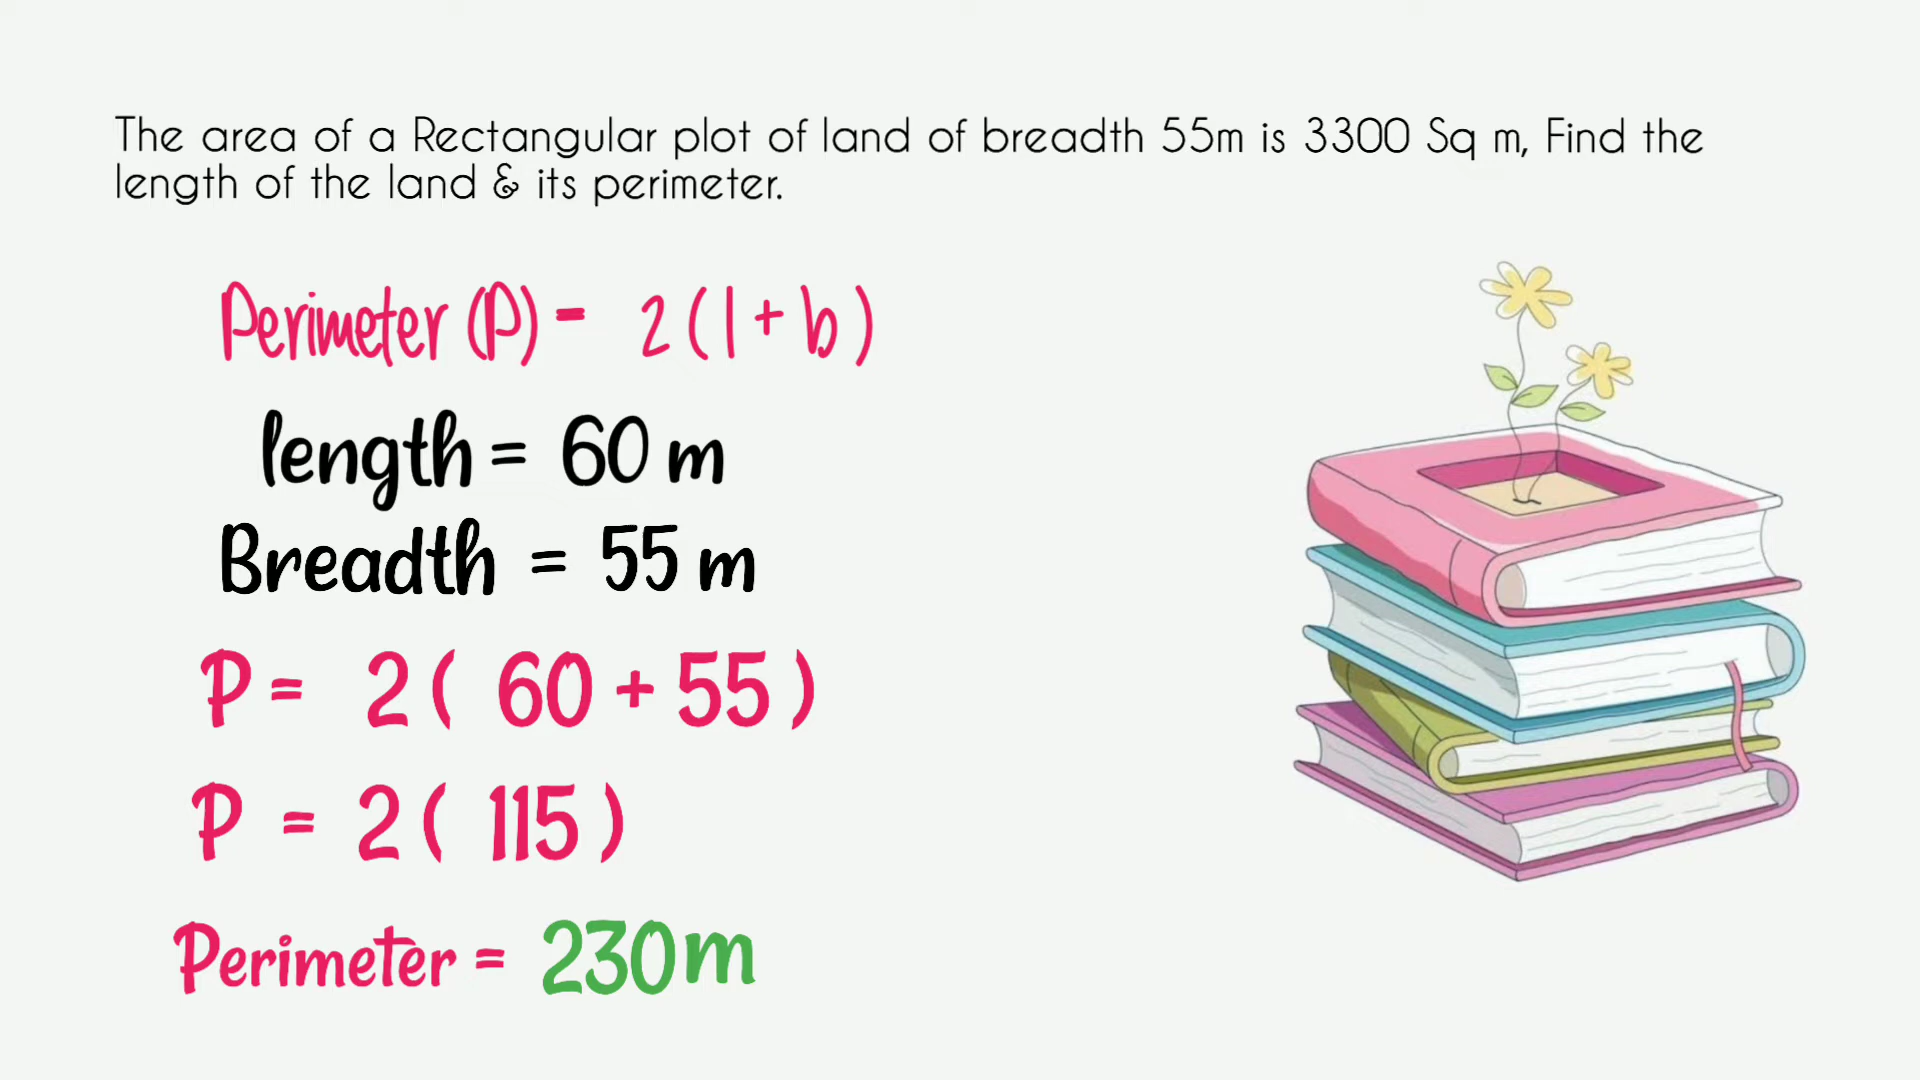 The area of a Rectangular plot of land of breadth 55m is 3300 Sq m, Find the
length of the land & its perimeter.
Perimeter (P) = 2 ( l + b )
length = 60 m
Breadth = 55 m
P = 2 ( 60 + 55 )
P = 2 ( 115 )
Perimeter = 230 m